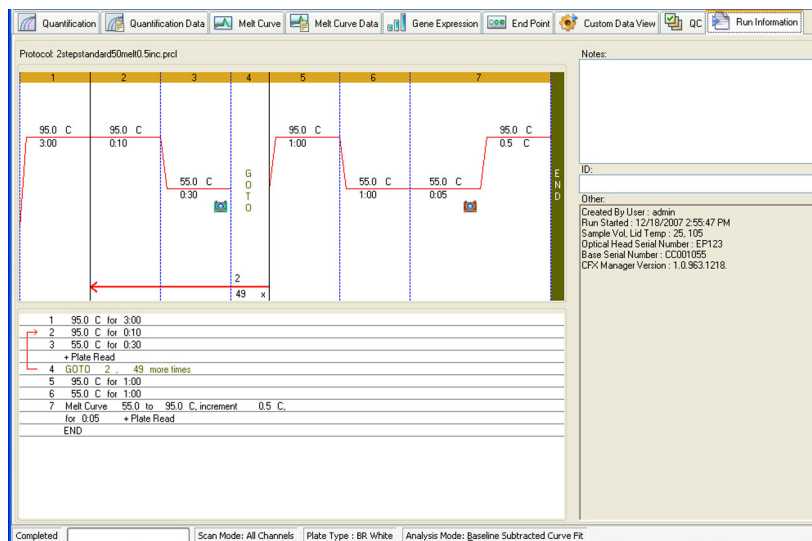 Quantification Quantification Data Melt Curve Melt Curve Data Gene Expression End Point Custom Data View QC Run Information
Protocol: 2stepstandard50melt0.5inc.prcl
1 2 3 4 5 6 7
95.0 C 95.0 C 95.0 C 95.0 C
3:00 0:10 1:00 0.5 C
55.0 C 55.0 C 55.0 C
0:30 1:00 0:05
GOTO
END
2
49 x
1 95.0 C for 3:00
2 95.0 C for 0:10
3 55.0 C for 0:30
+ Plate Read
4 GOTO 2 , 49 more times
5 95.0 C for 1:00
6 55.0 C for 1:00
7 Melt Curve 55.0 to 95.0 C, increment 0.5 C,
for 0:05 + Plate Read
END
Notes:
ID:
Other:
Created By User : admin
Run Started : 12/18/2007 2:55:47 PM
Sample Vol, Lid Temp : 25, 105
Optical Head Serial Number : EP123
Base Serial Number : CC001055
CFX Manager Version : 1.0.963.1218.
Completed Scan Mode: All Channels Plate Type : BR White Analysis Mode: Baseline Subtracted Curve Fit